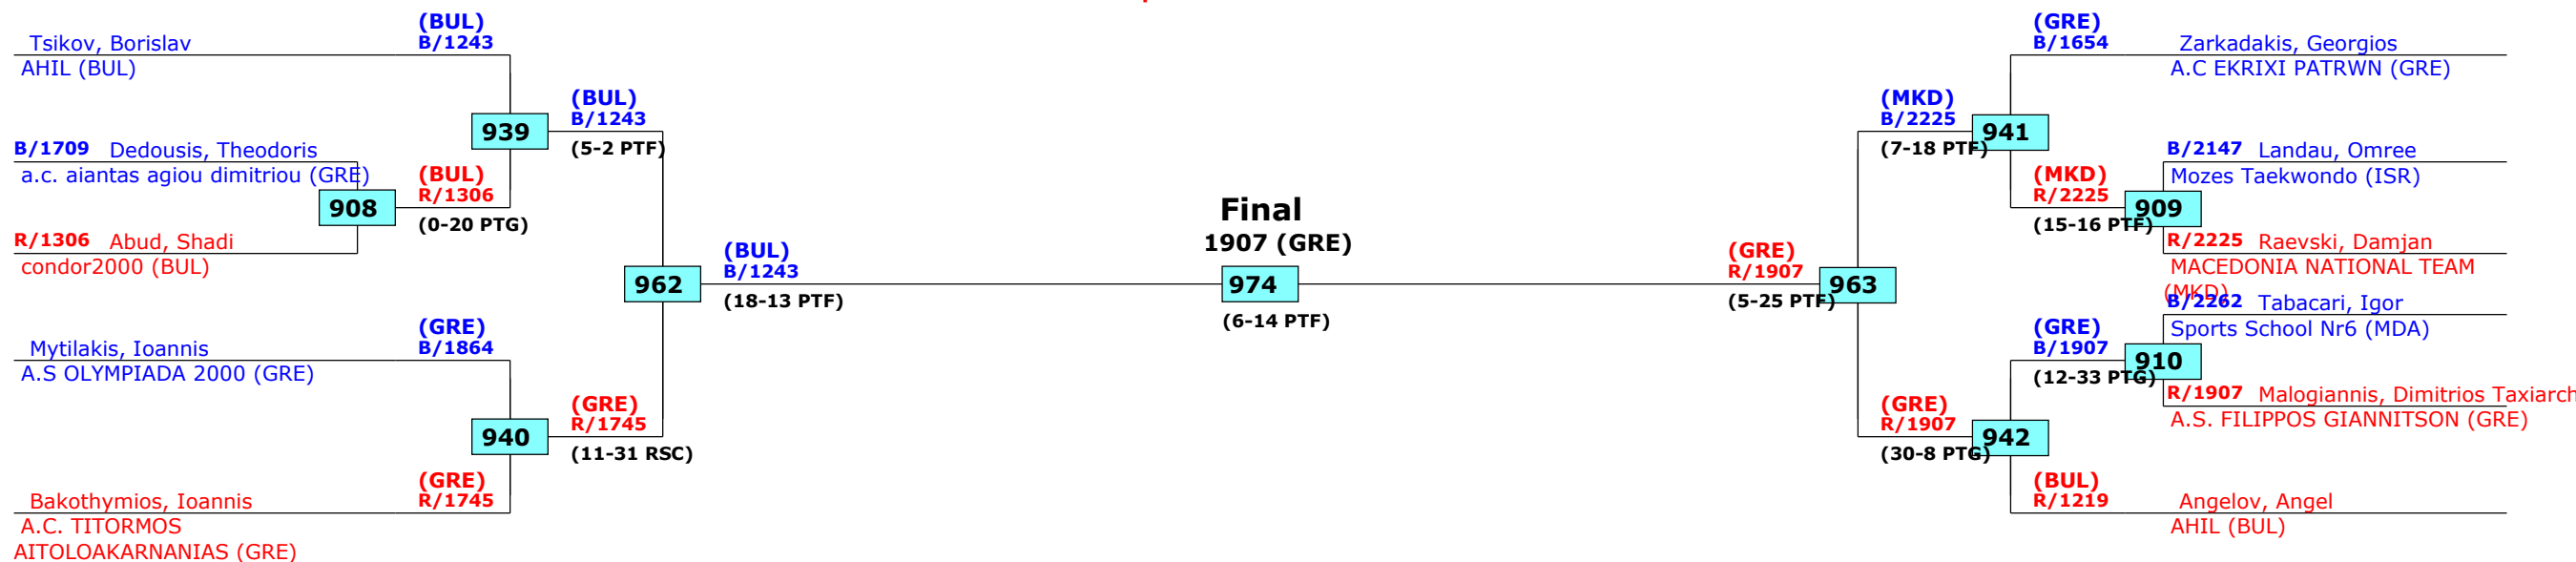 (BUL)
Tsikov, Borislav B/1243
AHIL (BUL)
939
(BUL)
B/1243
(5-2 PTF)
B/1709 Dedousis, Theodoris
a.c. aiantas agiou dimitriou (GRE)
908
(BUL)
R/1306
(0-20 PTG)
R/1306 Abud, Shadi
condor2000 (BUL)
962
(BUL)
B/1243
(18-13 PTF)
(GRE)
Mytilakis, Ioannis B/1864
A.S OLYMPIADA 2000 (GRE)
940
(GRE)
R/1745
(11-31 RSC)
(GRE)
Bakothymios, Ioannis R/1745
A.C. TITORMOS
AITOLOAKARNANIAS (GRE)
Final
1907 (GRE)
974
(6-14 PTF)
(GRE)
R/1907
(5-25 PTF)
963
(MKD)
B/2225
(7-18 PTF)
941
(GRE)
B/1654 Zarkadakis, Georgios
A.C EKRIXI PATRWN (GRE)
(MKD)
R/2225
(15-16 PTF)
909
B/2147 Landau, Omree
Mozes Taekwondo (ISR)
R/2225 Raevski, Damjan
MACEDONIA NATIONAL TEAM
(MKD)
(GRE)
R/1907
(30-8 PTG)
942
(GRE)
B/1907
(12-33 PTG)
910
B/2262 Tabacari, Igor
Sports School Nr6 (MDA)
R/1907 Malogiannis, Dimitrios Taxiarch
A.S. FILIPPOS GIANNITSON (GRE)
(BUL)
R/1219 Angelov, Angel
AHIL (BUL)